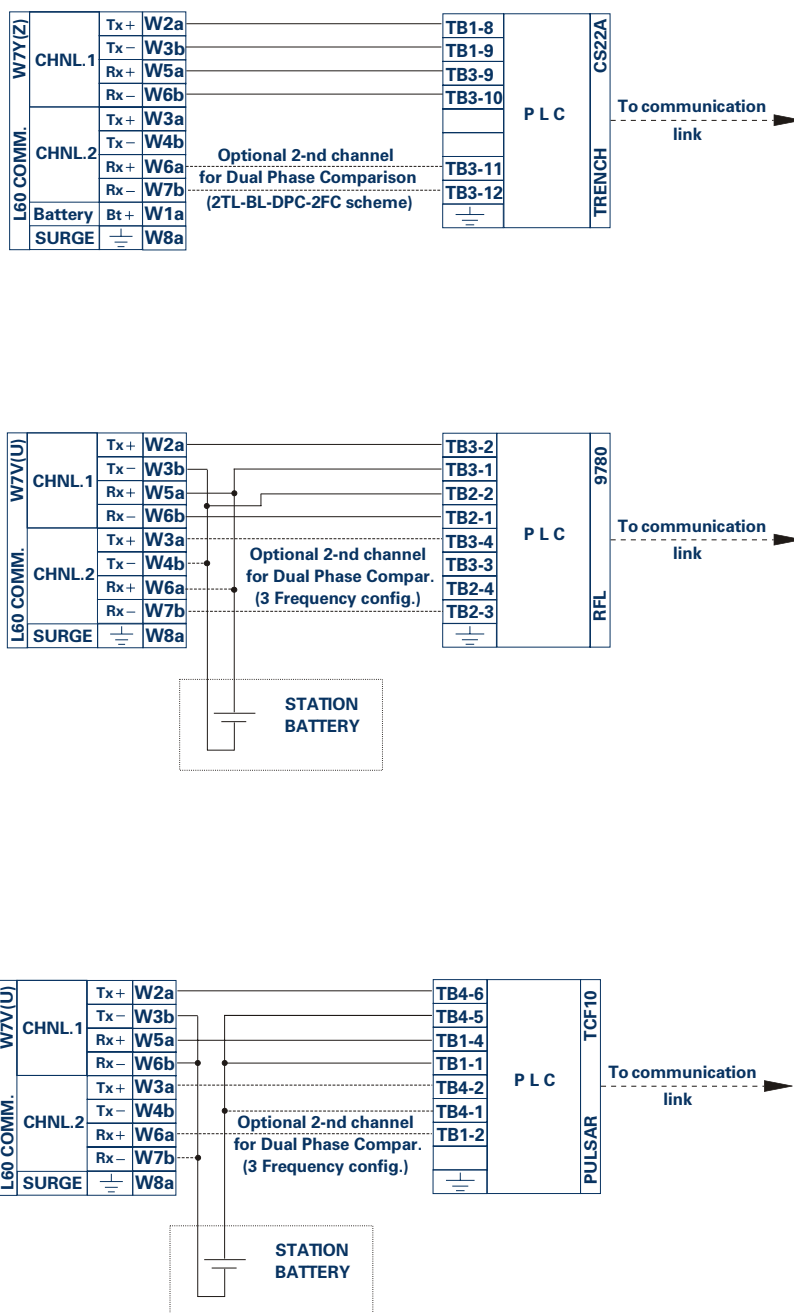 W7Y(Z)
L60 COMM.
CHNL.1
Tx+ W2a
Tx− W3b
Rx+ W5a
Rx− W6b
CHNL.2
Tx+ W3a
Tx− W4b
Rx+ W6a
Rx− W7b
Battery Bt+ W1a
SURGE W8a
Optional 2-nd channel
for Dual Phase Comparison
(2TL-BL-DPC-2FC scheme)
TB1-8
TB1-9
TB3-9
TB3-10
TB3-11
TB3-12
PLC
CS22A
TRENCH
To communication
link
W7V(U)
L60 COMM.
CHNL.1
Tx+ W2a
Tx− W3b
Rx+ W5a
Rx− W6b
CHNL.2
Tx+ W3a
Tx− W4b
Rx+ W6a
Rx− W7b
SURGE W8a
Optional 2-nd channel
for Dual Phase Compar.
(3 Frequency config.)
TB3-2
TB3-1
TB2-2
TB2-1
TB3-4
TB3-3
TB2-4
TB2-3
PLC
9780
RFL
To communication
link
STATION
BATTERY
W7V(U)
L60 COMM.
CHNL.1
Tx+ W2a
Tx− W3b
Rx+ W5a
Rx− W6b
CHNL.2
Tx+ W3a
Tx− W4b
Rx+ W6a
Rx− W7b
SURGE W8a
Optional 2-nd channel
for Dual Phase Compar.
(3 Frequency config.)
TB4-6
TB4-5
TB1-4
TB1-1
TB4-2
TB4-1
TB1-2
PLC
TCF10
PULSAR
To communication
link
STATION
BATTERY